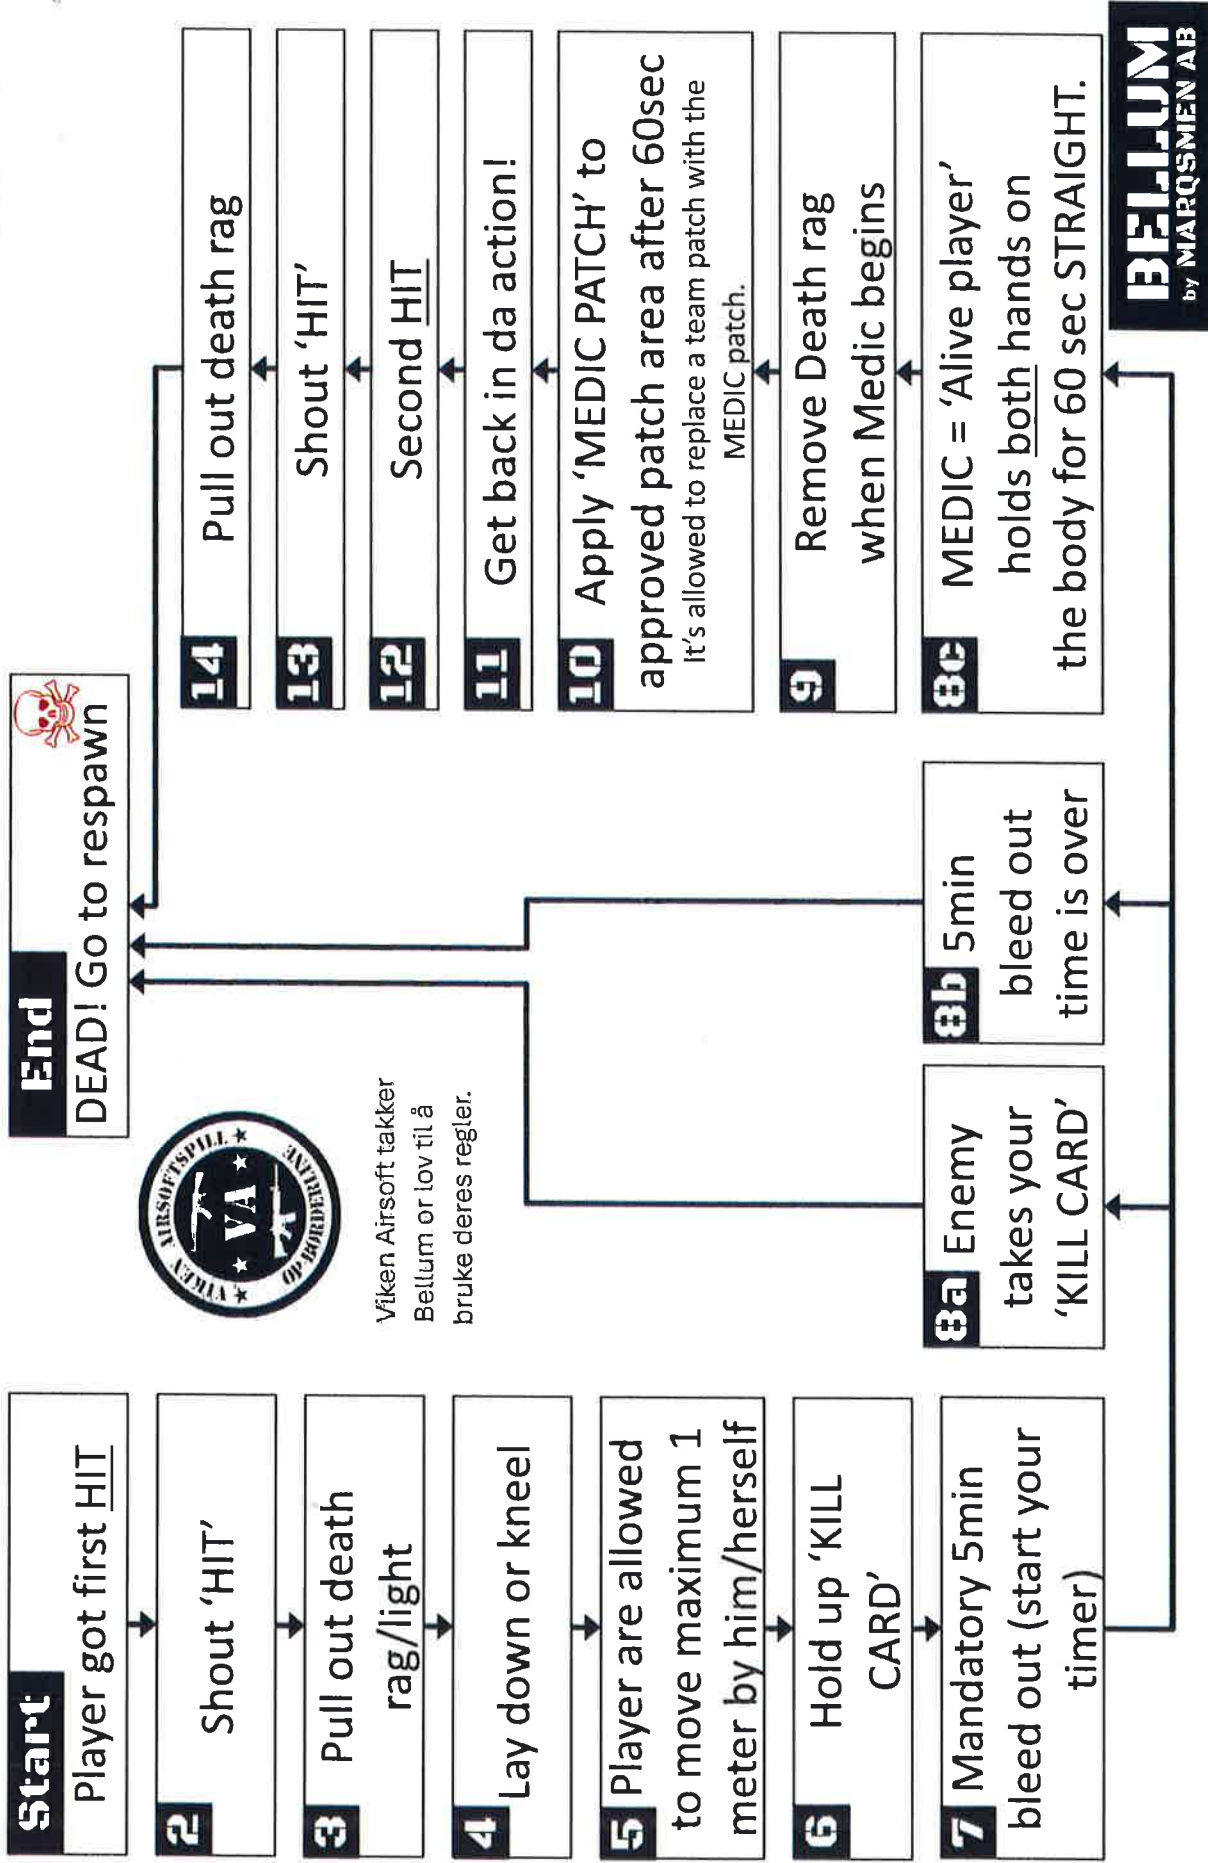 Start
Player got first HIT
2
Shout ‘HIT’
3
Pull out death
rag/light
4
Lay down or kneel
5 Player are allowed
to move maximum 1
meter by him/herself
6
Hold up ‘KILL
CARD’
7 Mandatory 5min
bleed out (start your
timer)
End
DEAD! Go to respawn
★ VIKEN AIRSOFTSPILL ★
VA
OP-BORDERLINE
Viken Airsoft takker
Bellum or lov til å
bruke deres regler.
8a Enemy
takes your
‘KILL CARD’
8b 5min
bleed out
time is over
14
Pull out death rag
13
Shout ‘HIT’
12
Second HIT
11
Get back in da action!
10 Apply ‘MEDIC PATCH’ to
approved patch area after 60sec
It's allowed to replace a team patch with the
MEDIC patch.
9
Remove Death rag
when Medic begins
8c MEDIC = ‘Alive player’
holds both hands on
the body for 60 sec STRAIGHT.
BELLUM
by MARQSMEN AB